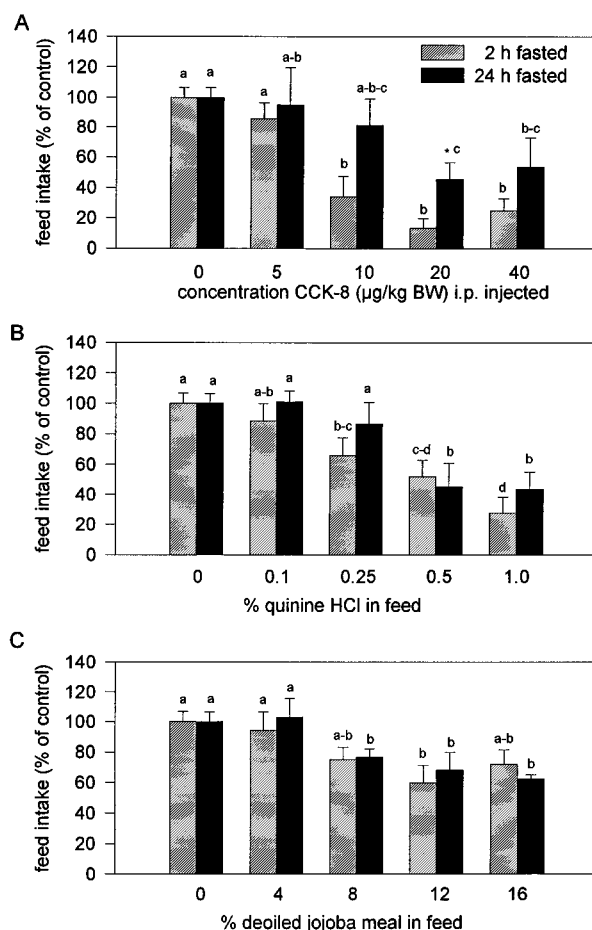 A
feed intake (% of control)
140
120
100
80
60
40
20
0
a a a a-b b a-b-c b * c b b-c
2 h fasted
24 h fasted
0 5 10 20 40
concentration CCK-8 (µg/kg BW) i.p. injected
B
feed intake (% of control)
140
120
100
80
60
40
20
0
a a a-b a b-c a c-d b d b
0 0.1 0.25 0.5 1.0
% quinine HCl in feed
C
feed intake (% of control)
140
120
100
80
60
40
20
0
a a a a a-b b b b a-b b
0 4 8 12 16
% deoiled jojoba meal in feed